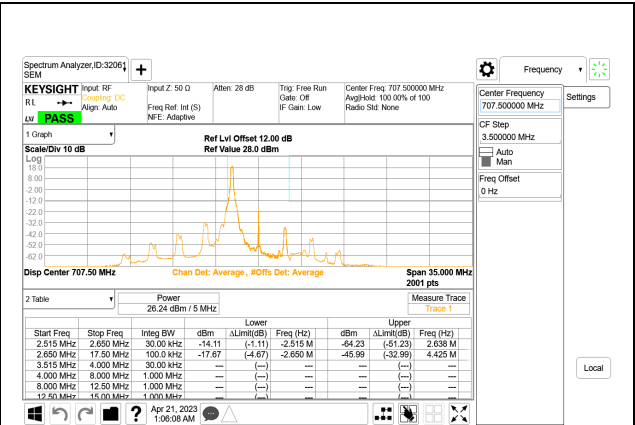 Spectrum Analyzer,ID:32061
SEM
+
Frequency
KEYSIGHT
R L
LXI PASS
Input: RF
Coupling: DC
Align: Auto
Input Z: 50 Ω
Freq Ref: Int (S)
NFE: Adaptive
Atten: 28 dB
Trig: Free Run
Gate: Off
IF Gain: Low
Center Freq: 707.500000 MHz
Avg|Hold: 100.00% of 100
Radio Std: None
Center Frequency
707.500000 MHz
Settings
CF Step
3.500000 MHz
Auto
Man
Freq Offset
0 Hz
Local
1 Graph
Scale/Div 10 dB
Ref Lvl Offset 12.00 dB
Ref Value 28.0 dBm
Log
18.0
8.00
-2.00
-12.0
-22.0
-32.0
-42.0
-52.0
-62.0
Disp Center 707.50 MHz
Chan Det: Average , #Offs Det: Average
Span 35.000 MHz
2001 pts
2 Table
Power
26.24 dBm / 5 MHz
Measure Trace
Trace 1
Lower Upper
Start Freq Stop Freq Integ BW dBm ΔLimit(dB) Freq (Hz) dBm ΔLimit(dB) Freq (Hz)
2.515 MHz 2.650 MHz 30.00 kHz -14.11 (-1.11) -2.515 M -64.23 (-51.23) 2.638 M
2.650 MHz 17.50 MHz 100.0 kHz -17.67 (-4.67) -2.650 M -45.99 (-32.99) 4.425 M
3.515 MHz 4.000 MHz 30.00 kHz --- (---) --- --- (---) ---
4.000 MHz 8.000 MHz 1.000 MHz --- (---) --- --- (---) ---
8.000 MHz 12.50 MHz 1.000 MHz --- (---) --- --- (---) ---
12.50 MHz 15.00 MHz 1.000 MHz --- (---) --- --- (---) ---
?
Apr 21, 2023
1:06:08 AM